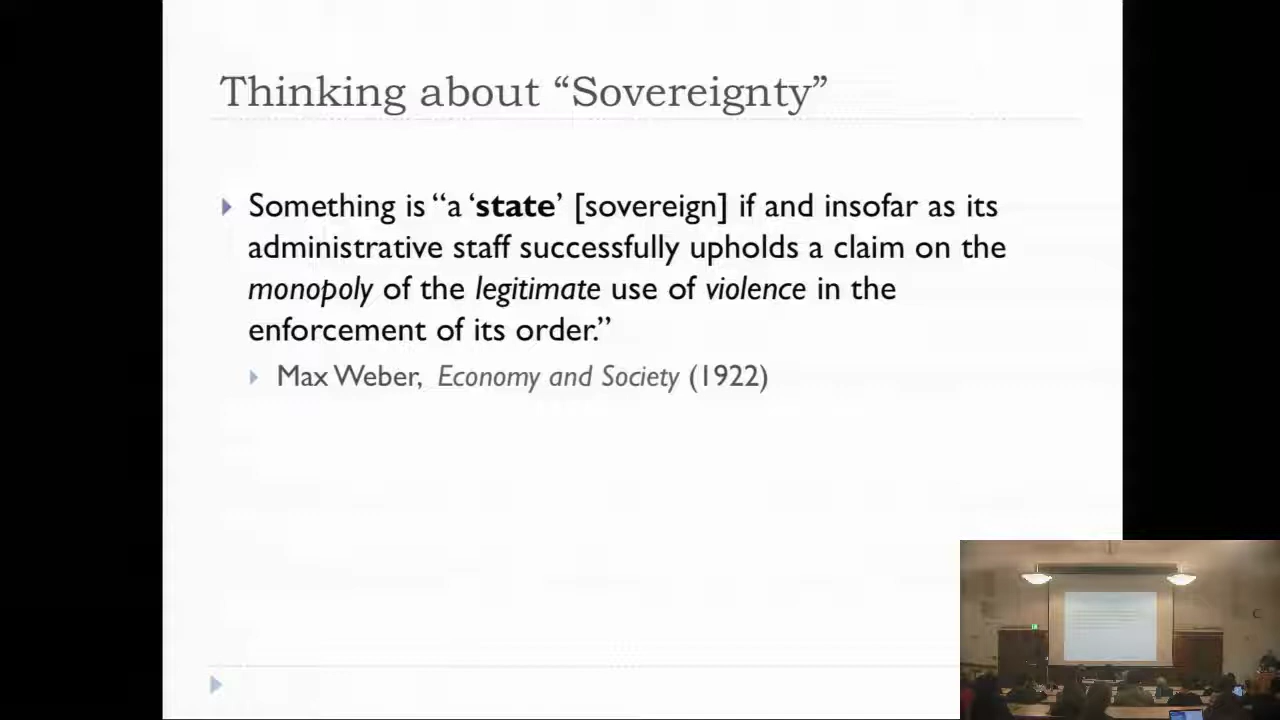 Thinking about “Sovereignty”
Something is “a ‘state’ [sovereign] if and insofar as its
administrative staff successfully upholds a claim on the
monopoly of the legitimate use of violence in the
enforcement of its order.”
Max Weber, Economy and Society (1922)